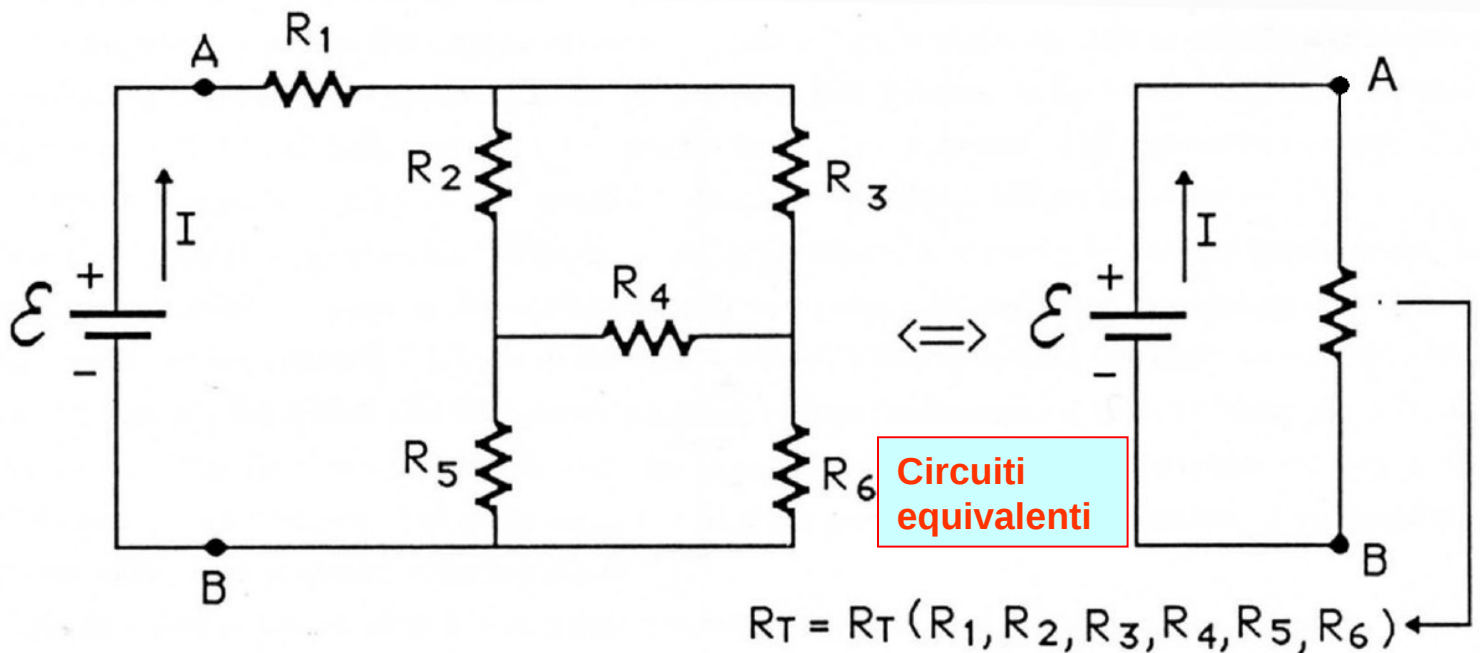 R1
A
R2
R3
I
+
ℰ
-
R4
R5
R6
B
<=>
Circuiti
equivalenti
A
I
+
ℰ
-
B
RT = RT (R1, R2, R3, R4, R5, R6)